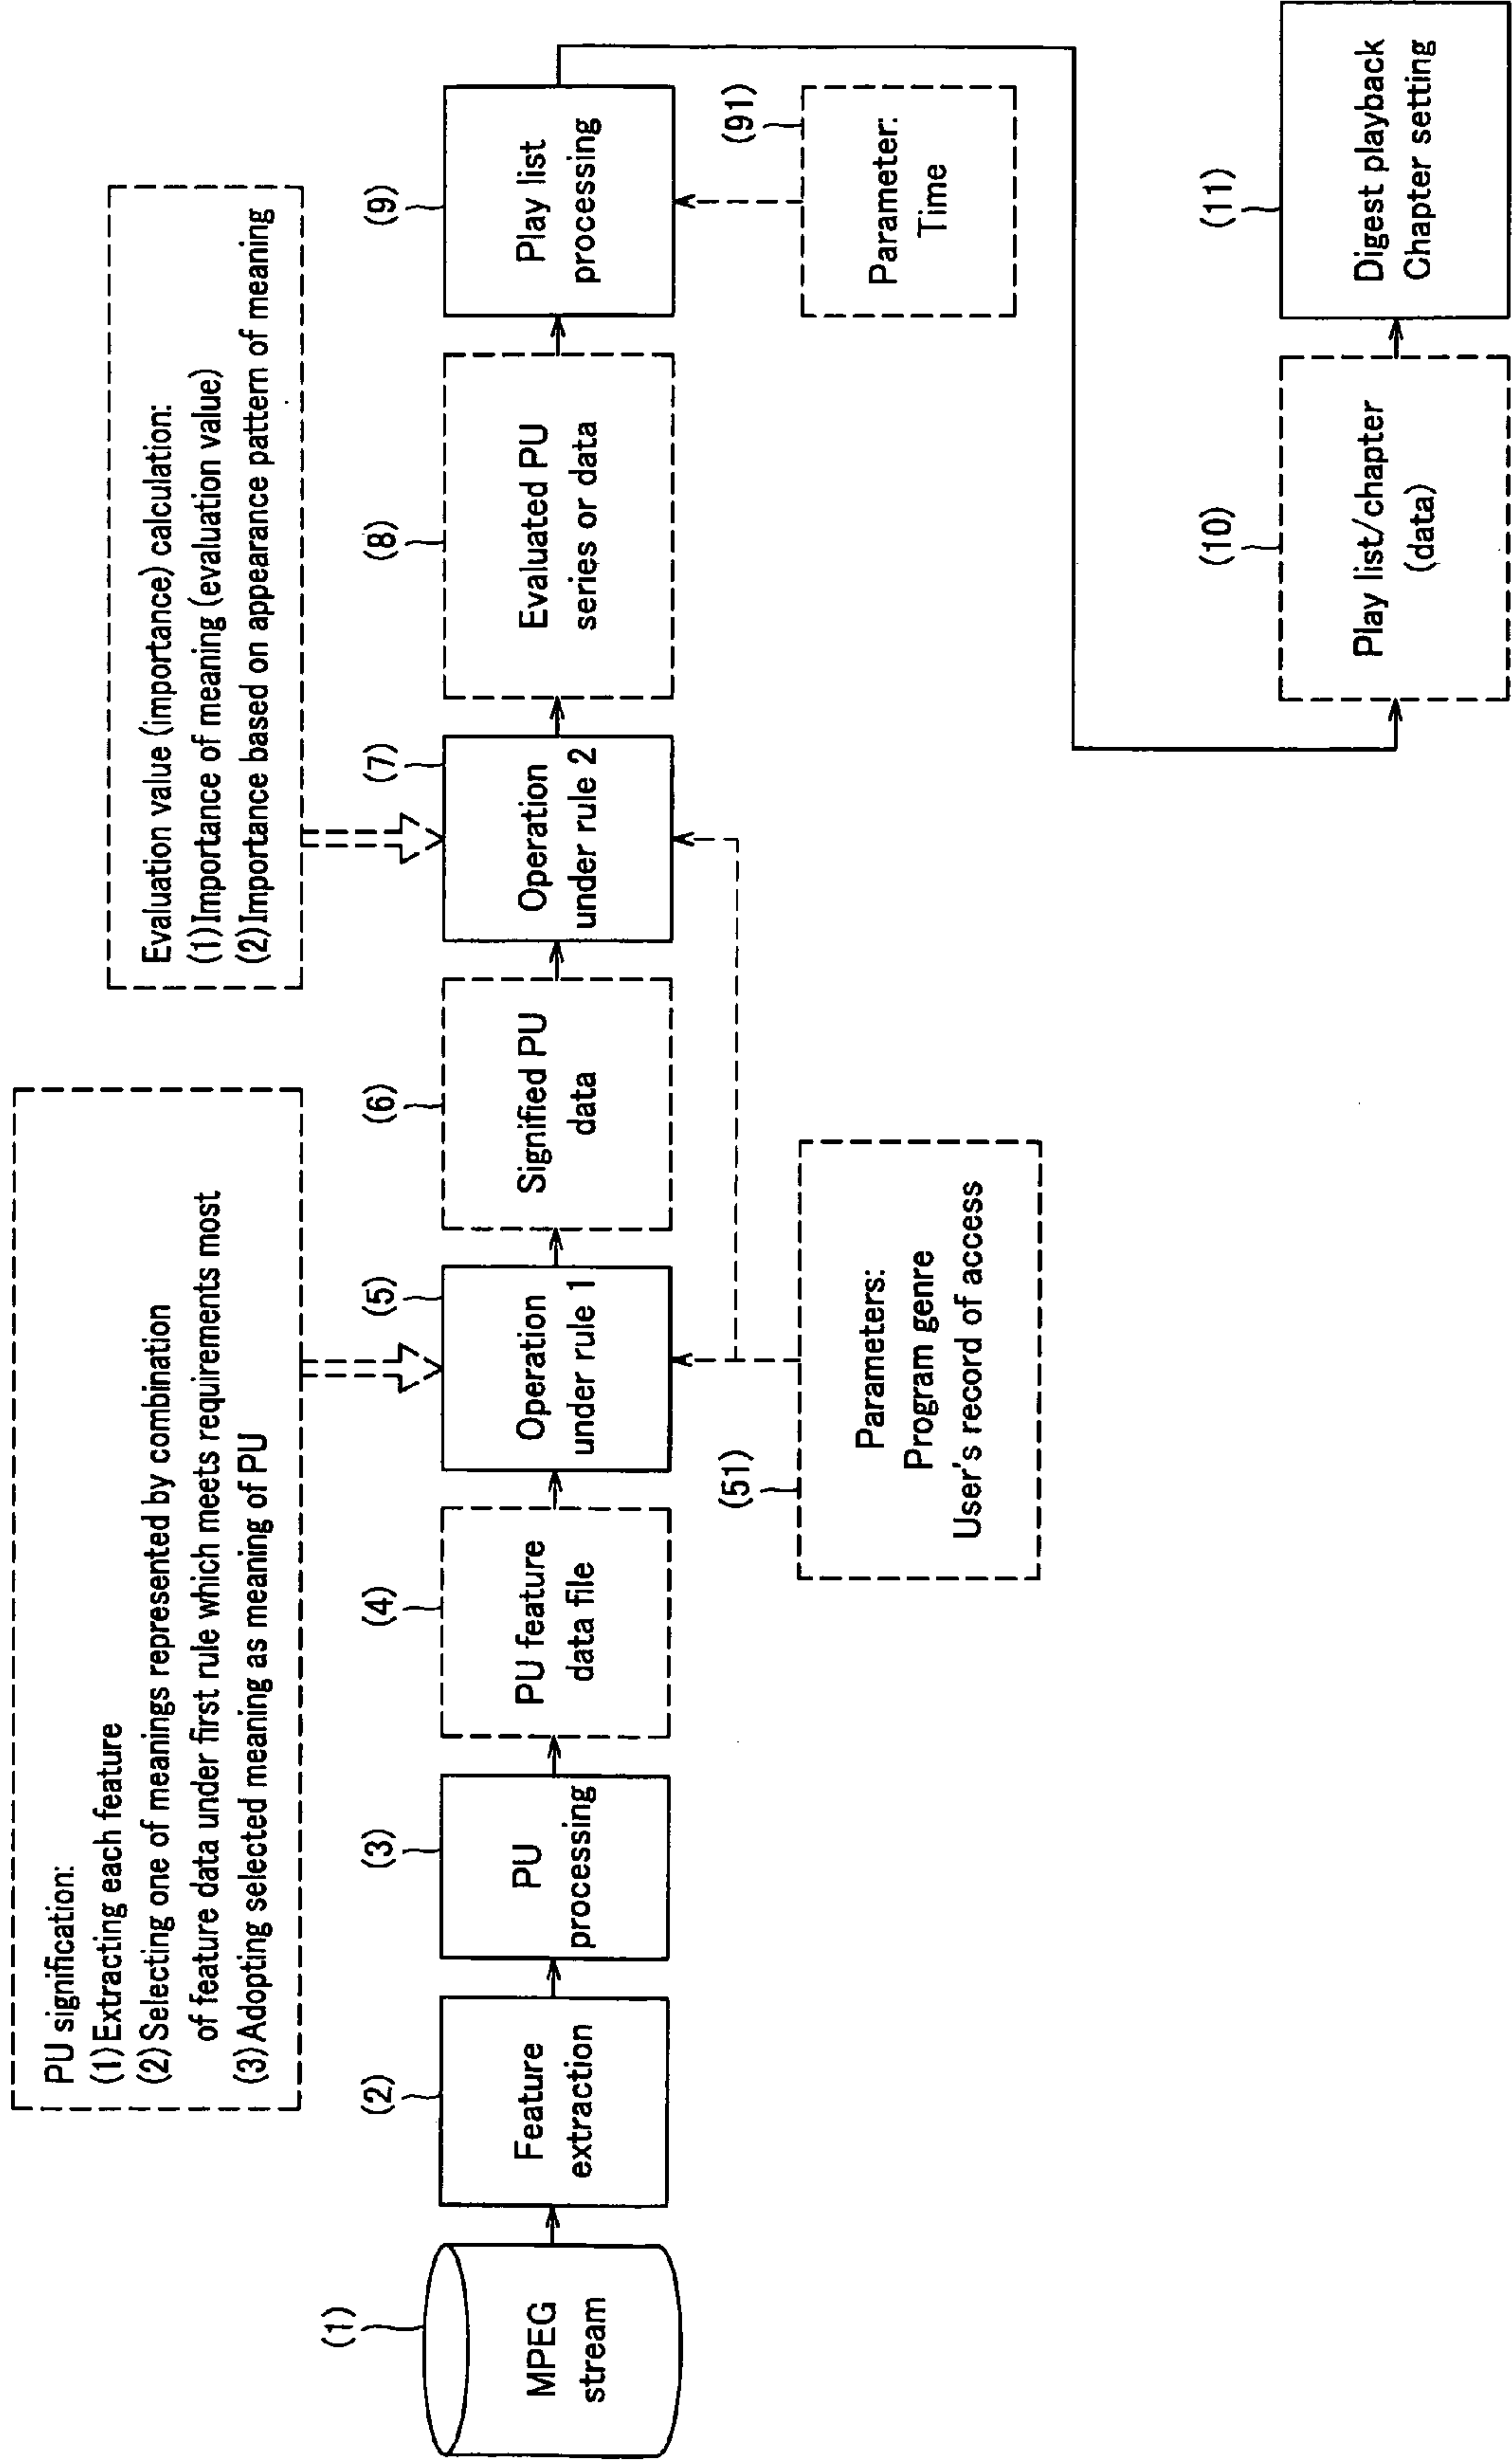 PU signification:
(1)Extracting each feature
(2)Selecting one of meanings represented by combination
of feature data under first rule which meets requirements most
(3)Adopting selected meaning as meaning of PU
Evaluation value (importance) calculation:
(1)Importance of meaning (evaluation value)
(2)Importance based on appearance pattern of meaning
(1)
MPEG
stream
(2)
Feature
extraction
(3)
PU
processing
(4)
PU feature
data file
(5)
Operation
under rule 1
(6)
Signified PU
data
(7)
Operation
under rule 2
(8)
Evaluated PU
series or data
(9)
Play list
processing
(51)
Parameters:
Program genre
User's record of access
(91)
Parameter:
Time
(10)
Play list/chapter
(data)
(11)
Digest playback
Chapter setting